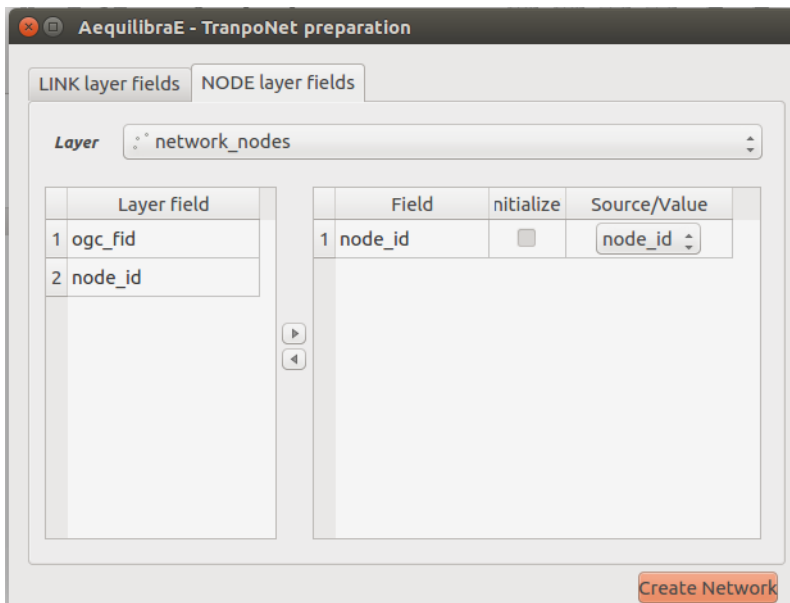 AequilibraE - TranpoNet preparation
LINK layer fields NODE layer fields
Layer network_nodes
Layer field Field nitialize Source/Value
1 ogc_fid 1 node_id node_id
2 node_id
Create Network